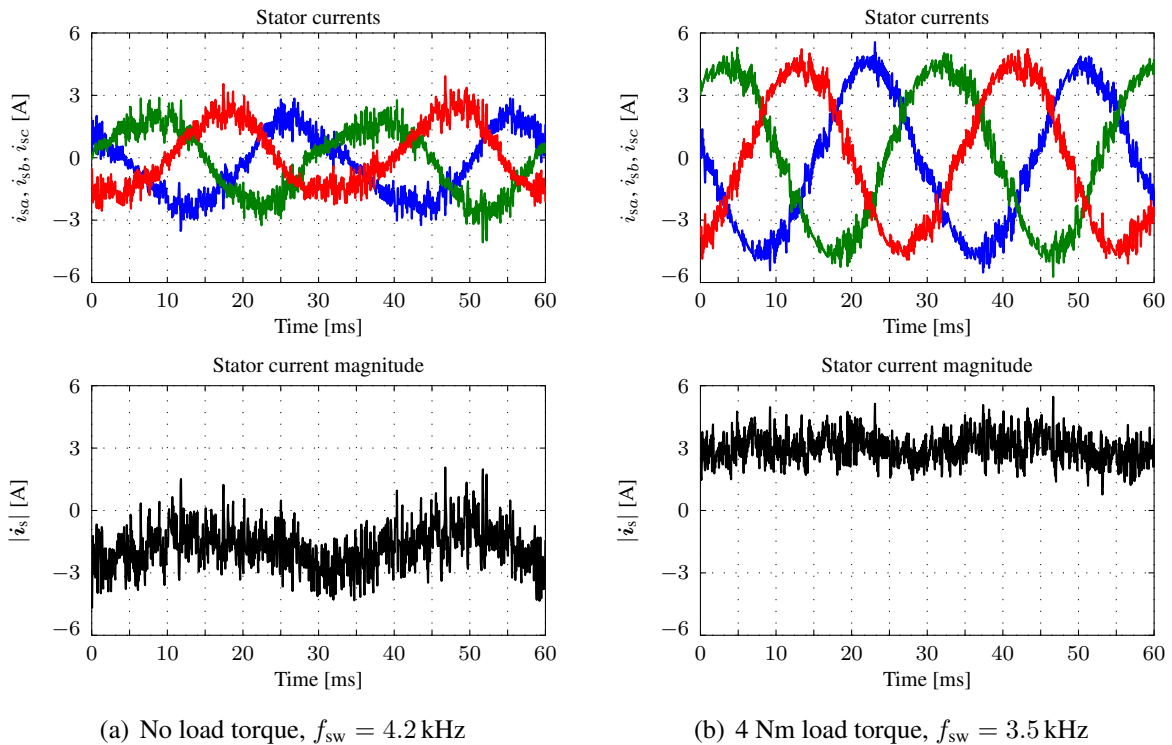 Stator currents
6
3
0
−3
−6
i_sa, i_sb, i_sc [A]
0 10 20 30 40 50 60
Time [ms]
Stator currents
6
3
0
−3
−6
i_sa, i_sb, i_sc [A]
0 10 20 30 40 50 60
Time [ms]
Stator current magnitude
6
3
0
−3
−6
|i_s| [A]
0 10 20 30 40 50 60
Time [ms]
Stator current magnitude
6
3
0
−3
−6
|i_s| [A]
0 10 20 30 40 50 60
Time [ms]
(a) No load torque, f_sw = 4.2 kHz
(b) 4 Nm load torque, f_sw = 3.5 kHz